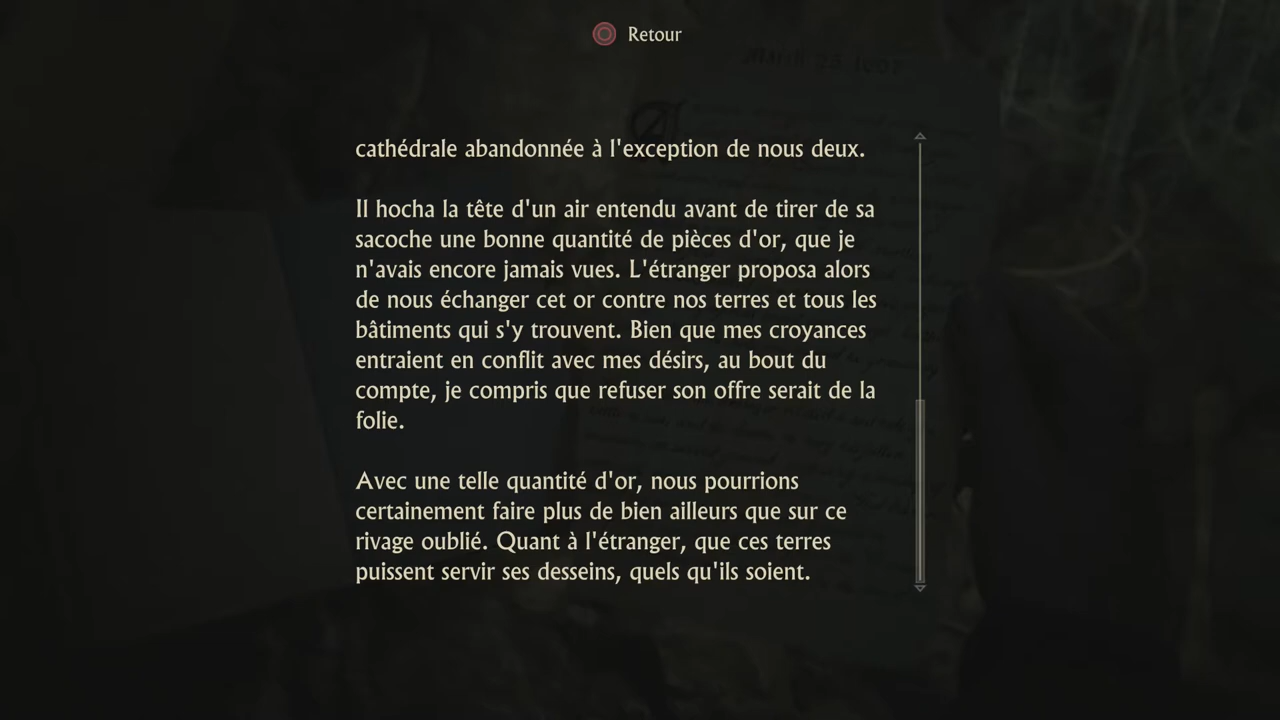 Retour
cathédrale abandonnée à l'exception de nous deux.
Il hocha la tête d'un air entendu avant de tirer de sa
sacoche une bonne quantité de pièces d'or, que je
n'avais encore jamais vues. L'étranger proposa alors
de nous échanger cet or contre nos terres et tous les
bâtiments qui s'y trouvent. Bien que mes croyances
entraient en conflit avec mes désirs, au bout du
compte, je compris que refuser son offre serait de la
folie.
Avec une telle quantité d'or, nous pourrions
certainement faire plus de bien ailleurs que sur ce
rivage oublié. Quant à l'étranger, que ces terres
puissent servir ses desseins, quels qu'ils soient.